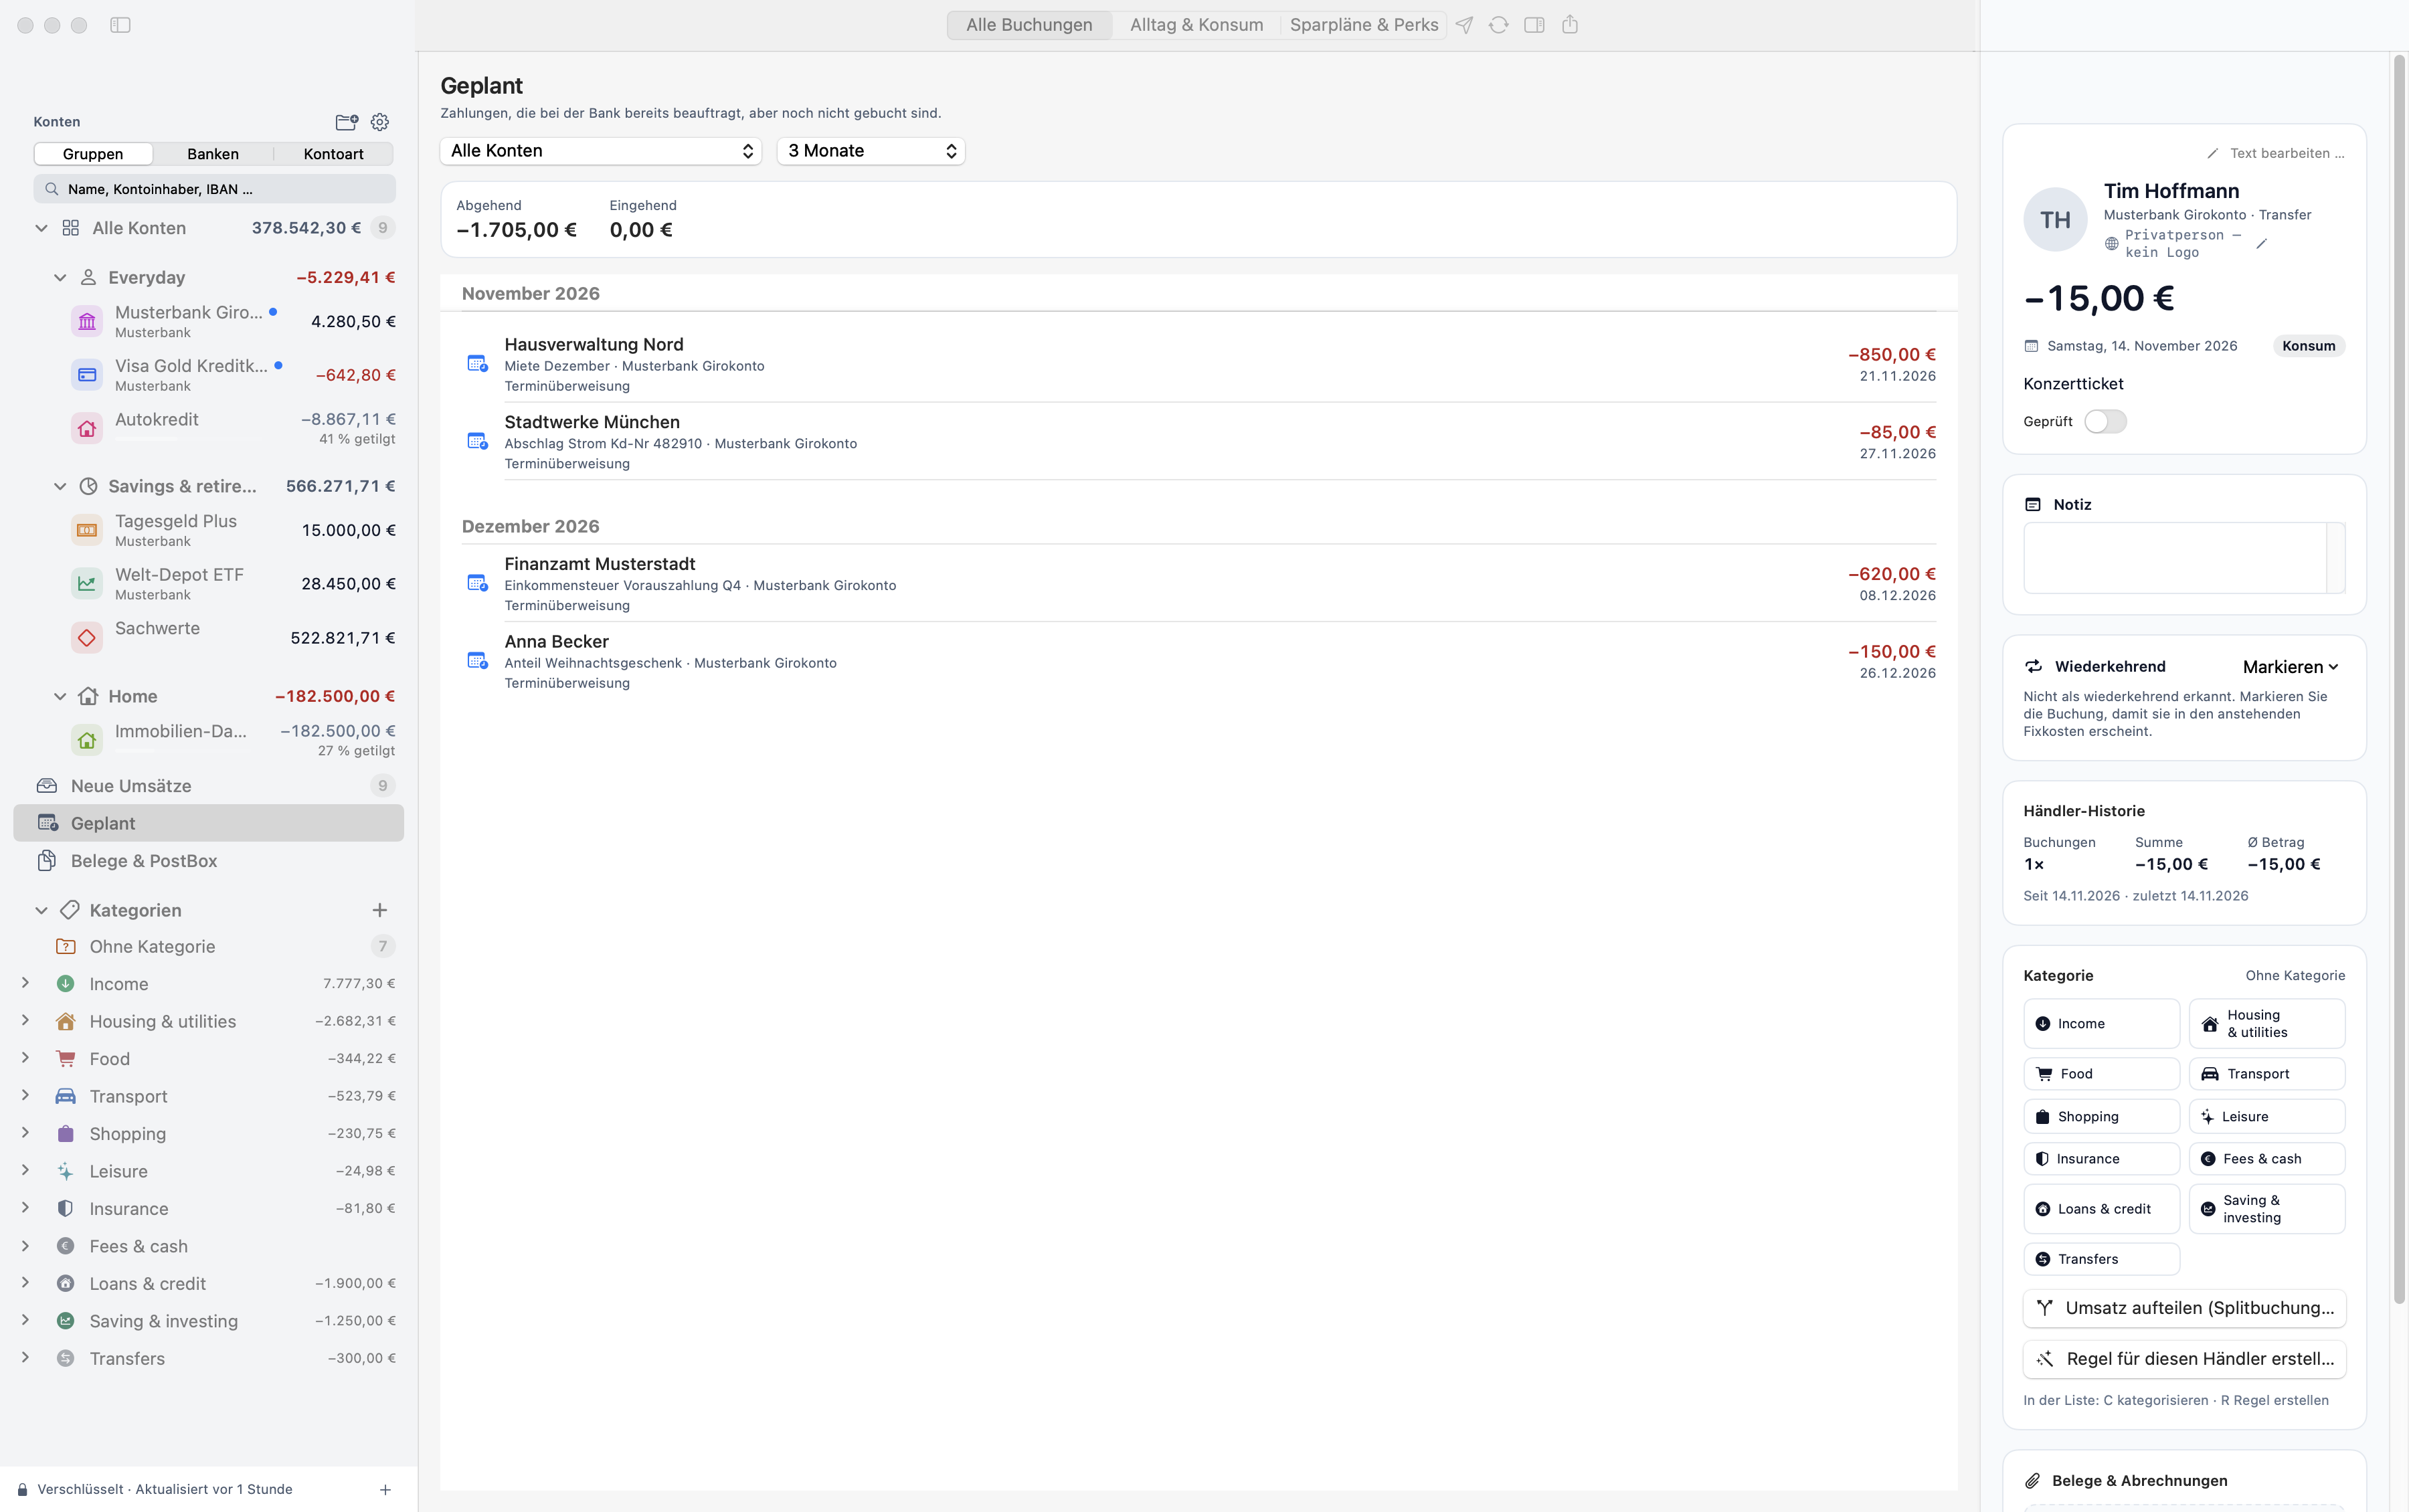 Alle Buchungen
Alltag & Konsum
Sparpläne & Perks
Konten
Gruppen
Banken
Kontoart
Name, Kontoinhaber, IBAN ...
Alle Konten 378.542,30 € 9
Everyday −5.229,41 €
Musterbank Giro... 4.280,50 €
Musterbank
Visa Gold Kreditk... −642,80 €
Musterbank
Autokredit −8.867,11 €
41 % getilgt
Savings & retire... 566.271,71 €
Tagesgeld Plus 15.000,00 €
Musterbank
Welt-Depot ETF 28.450,00 €
Musterbank
Sachwerte 522.821,71 €
Home −182.500,00 €
Immobilien-Da... −182.500,00 €
27 % getilgt
Neue Umsätze 9
Geplant
Belege & PostBox
Kategorien
Ohne Kategorie 7
Income 7.777,30 €
Housing & utilities −2.682,31 €
Food −344,22 €
Transport −523,79 €
Shopping −230,75 €
Leisure −24,98 €
Insurance −81,80 €
Fees & cash
Loans & credit −1.900,00 €
Saving & investing −1.250,00 €
Transfers −300,00 €
Verschlüsselt · Aktualisiert vor 1 Stunde
Geplant
Zahlungen, die bei der Bank bereits beauftragt, aber noch nicht gebucht sind.
Alle Konten
3 Monate
Abgehend Eingehend
−1.705,00 € 0,00 €
November 2026
Hausverwaltung Nord −850,00 €
Miete Dezember · Musterbank Girokonto 21.11.2026
Terminüberweisung
Stadtwerke München −85,00 €
Abschlag Strom Kd-Nr 482910 · Musterbank Girokonto 27.11.2026
Terminüberweisung
Dezember 2026
Finanzamt Musterstadt −620,00 €
Einkommensteuer Vorauszahlung Q4 · Musterbank Girokonto 08.12.2026
Terminüberweisung
Anna Becker −150,00 €
Anteil Weihnachtsgeschenk · Musterbank Girokonto 26.12.2026
Terminüberweisung
Text bearbeiten ...
TH
Tim Hoffmann
Musterbank Girokonto · Transfer
Privatperson —
kein Logo
−15,00 €
Samstag, 14. November 2026 Konsum
Konzertticket
Geprüft
Notiz
Wiederkehrend Markieren
Nicht als wiederkehrend erkannt. Markieren Sie
die Buchung, damit sie in den anstehenden
Fixkosten erscheint.
Händler-Historie
Buchungen Summe Ø Betrag
1× −15,00 € −15,00 €
Seit 14.11.2026 · zuletzt 14.11.2026
Kategorie Ohne Kategorie
Income
Housing
& utilities
Food
Transport
Shopping
Leisure
Insurance
Fees & cash
Loans & credit
Saving &
investing
Transfers
Umsatz aufteilen (Splitbuchung...
Regel für diesen Händler erstell...
In der Liste: C kategorisieren · R Regel erstellen
Belege & Abrechnungen